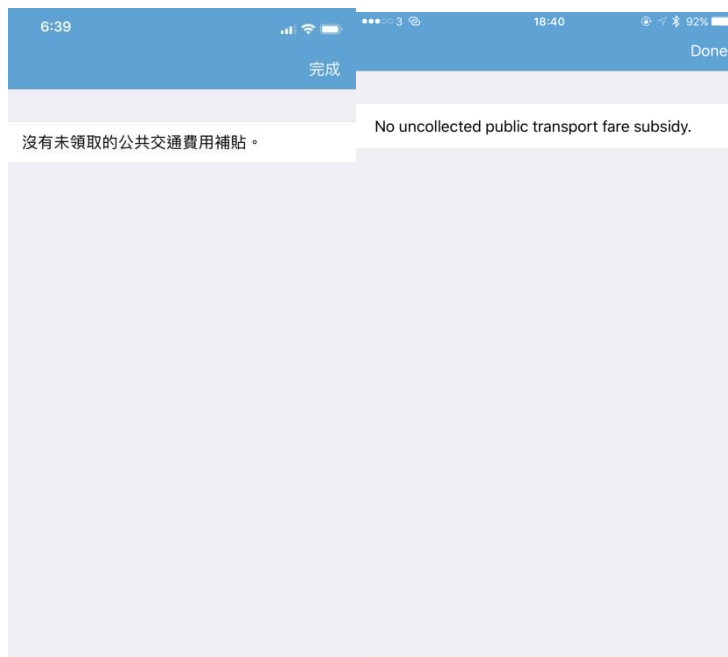 6:39
完成
沒有未領取的公共交通費用補貼。
3 18:40 92%
Done
No uncollected public transport fare subsidy.